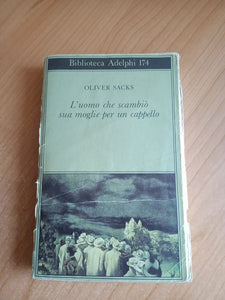 Biblioteca Adelphi 174
OLIVER SACKS
L'uomo che scambiò
sua moglie per un cappello